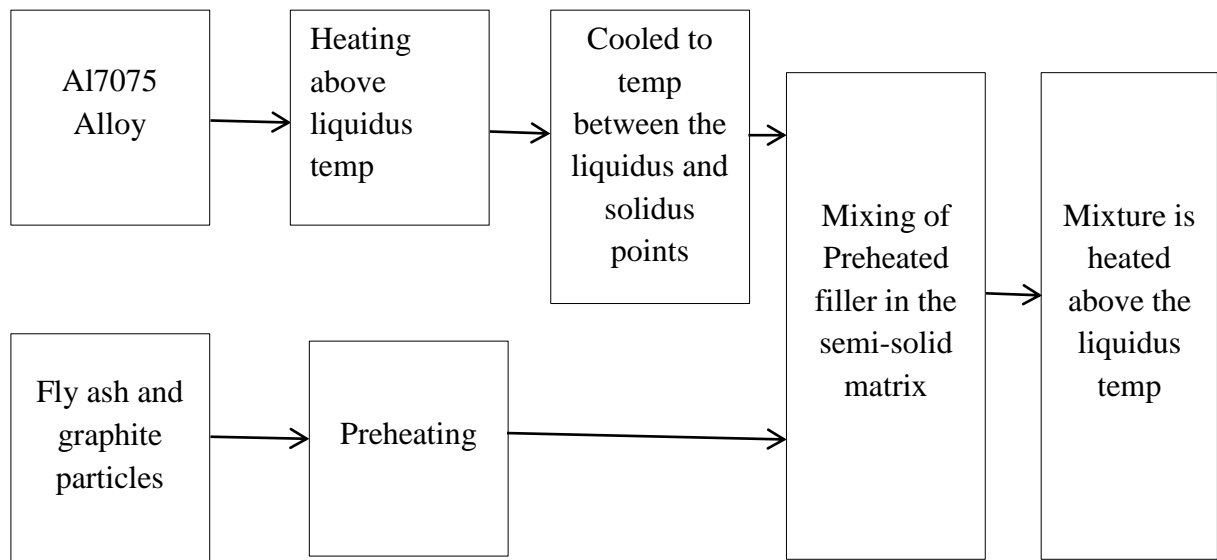 Al7075
Alloy
Heating
above
liquidus
temp
Cooled to
temp
between the
liquidus and
solidus
points
Fly ash and
graphite
particles
Preheating
Mixing of
Preheated
filler in the
semi-solid
matrix
Mixture is
heated
above the
liquidus
temp